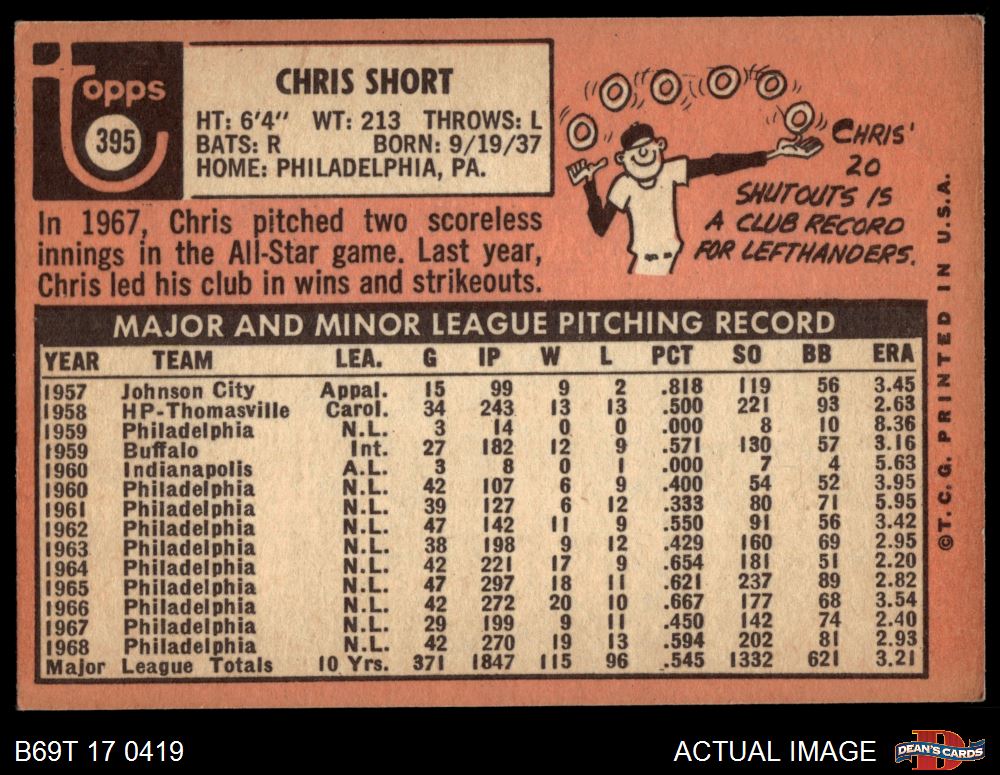 topps
395
CHRIS SHORT
HT: 6'4" WT: 213 THROWS: L
BATS: R BORN: 9/19/37
HOME: PHILADELPHIA, PA.
In 1967, Chris pitched two scoreless
innings in the All-Star game. Last year,
Chris led his club in wins and strikeouts.
CHRIS'
20
SHUTOUTS IS
A CLUB RECORD
FOR LEFTHANDERS.
MAJOR AND MINOR LEAGUE PITCHING RECORD
YEAR TEAM LEA. G IP W L PCT SO BB ERA
1957 Johnson City Appal. 15 99 9 2 .818 119 56 3.45
1958 HP-Thomasville Carol. 34 243 13 13 .500 221 93 2.63
1959 Philadelphia N.L. 3 14 0 0 .000 8 10 8.36
1959 Buffalo Int. 27 182 12 9 .571 130 57 3.16
1960 Indianapolis A.L. 3 8 0 1 .000 7 4 5.63
1960 Philadelphia N.L. 42 107 6 9 .400 54 52 3.95
1961 Philadelphia N.L. 39 127 6 12 .333 80 71 5.95
1962 Philadelphia N.L. 47 142 11 9 .550 91 56 3.42
1963 Philadelphia N.L. 38 198 9 12 .429 160 69 2.95
1964 Philadelphia N.L. 42 221 17 9 .654 181 51 2.20
1965 Philadelphia N.L. 47 297 18 11 .621 237 89 2.82
1966 Philadelphia N.L. 42 272 20 10 .667 177 68 3.54
1967 Philadelphia N.L. 29 199 9 11 .450 142 74 2.40
1968 Philadelphia N.L. 42 270 19 13 .594 202 81 2.93
Major League Totals 10 Yrs. 371 1847 115 96 .545 1332 621 3.21
©T. C. G. PRINTED IN U.S.A.
B69T 17 0419
ACTUAL IMAGE
D
DEAN'S CARDS